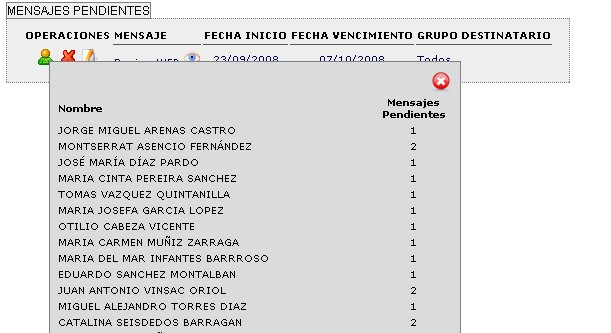 MENSAJES PENDIENTES
OPERACIONES MENSAJE FECHA INICIO FECHA VENCIMIENTO GRUPO DESTINATARIO
23/09/2008 07/10/2008 Todos
Nombre Mensajes Pendientes
JORGE MIGUEL ARENAS CASTRO 1
MONTSERRAT ASENCIO FERNÁNDEZ 2
JOSÉ MARÍA DÍAZ PARDO 1
MARIA CINTA PEREIRA SANCHEZ 1
TOMAS VAZQUEZ QUINTANILLA 1
MARIA JOSEFA GARCIA LOPEZ 1
OTILIO CABEZA VICENTE 1
MARIA CARMEN MUÑIZ ZARRAGA 1
MARIA DEL MAR INFANTES BARRROSO 1
EDUARDO SANCHEZ MONTALBAN 1
JUAN ANTONIO VINSAC ORIOL 2
MIGUEL ALEJANDRO TORRES DIAZ 1
CATALINA SEISDEDOS BARRAGAN 2